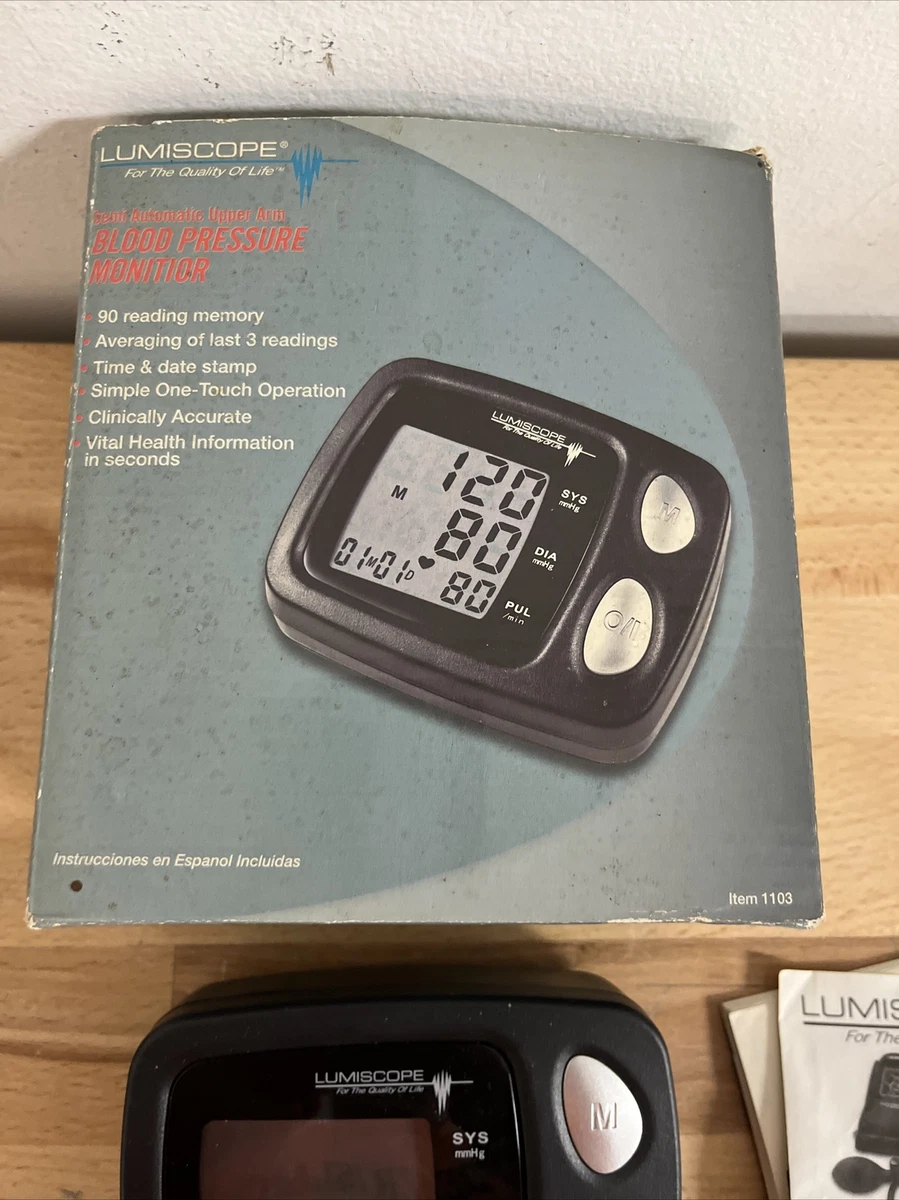 LUMISCOPE®
For The Quality Of Life™
Semi Automatic Upper Arm
BLOOD PRESSURE
MONITIOR
• 90 reading memory
• Averaging of last 3 readings
• Time & date stamp
• Simple One-Touch Operation
• Clinically Accurate
• Vital Health Information
in seconds
LUMISCOPE
For The Quality Of Life
120
SYS
mmHg
M
80
DIA
mmHg
01M01D
80
PUL
/min
M
O/I
Instrucciones en Espanol Incluidas
Item 1103
LUMISCOPE
For The Quality Of Life
SYS
mmHg
M
LUMIS
For The